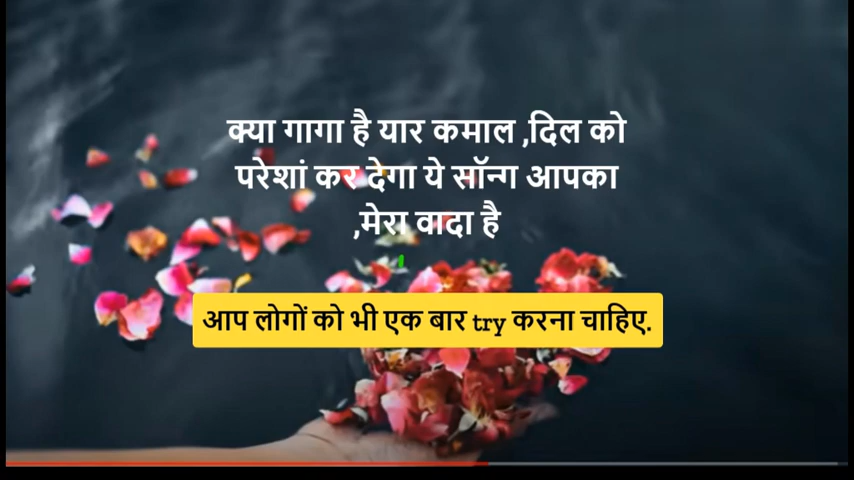 क्या गागा है यार कमाल ,दिल को
परेशां कर देगा ये सॉन्ग आपका
,मेरा वादा है
आप लोगों को भी एक बार try करना चाहिए.